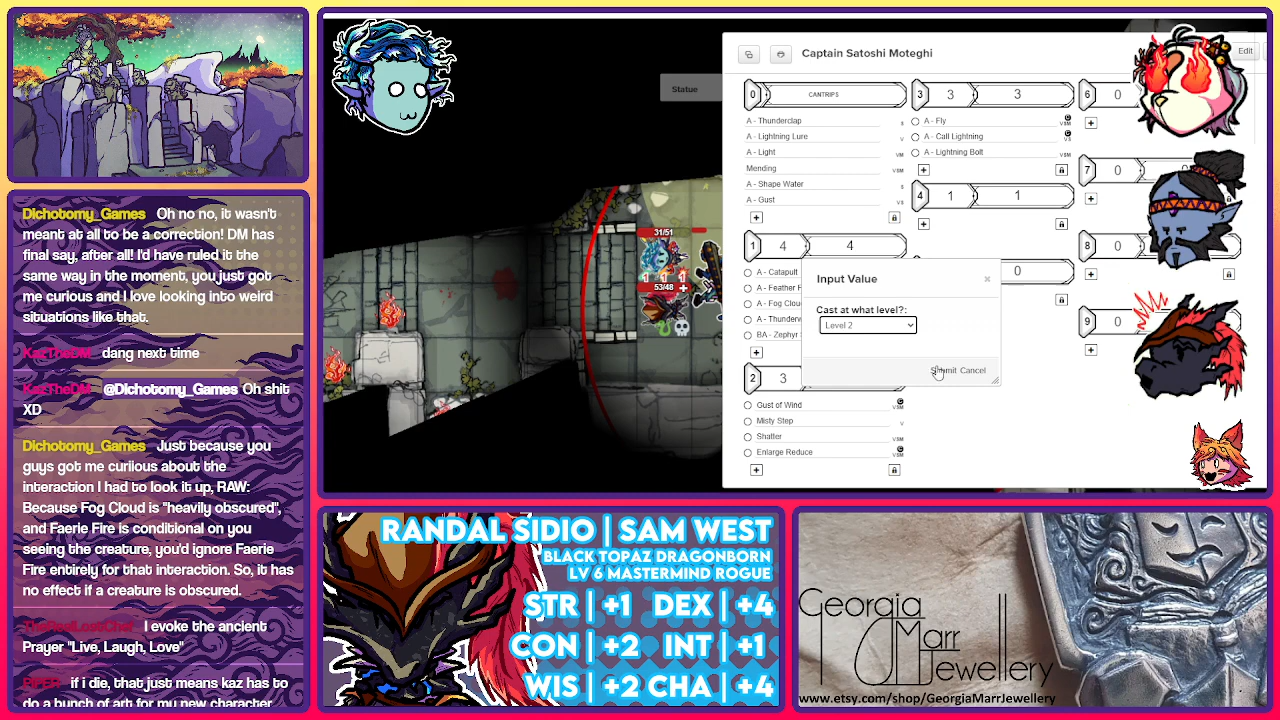 Dichotomy_Games Oh no no, it wasn't
meant at all to be a correction! DM has
final say, after all! I'd have ruled it the
same way in the moment, you just got
me curious and I love looking into weird
situations like that.
KazTheDM dang next time
KazTheDM @Dichotomy_Games Oh shit
XD
Dichotomy_Games Just because you
guys got me curilous about the
interaction I had to look it up, RAW:
Because Fog Cloud is "heavily obscured",
and Faerie Fire is conditional on you
seeing the creature, you'd ignore Faerie
Fire entirely for that interaction. So, it has
no effect if a creature is obscured.
I evoke the ancient
Prayer "Live, Laugh, Love"
if i die, that just means kaz has to
do a bunch of art for my new character
Statue
31/51
53/48
Captain Satoshi Moteghi
Edit
0 CANTRIPS
A - Thunderclap
A - Lightning Lure
A - Light
Mending
A - Shape Water
A - Gust
1 4 4
A - Catapult
A - Feather F
A - Fog Clou
A - Thunderw
BA - Zephyr
2 3
Gust of Wind
Misty Step
Shatter
Enlarge Reduce
3 3 3
A - Fly
A - Call Lightning
A - Lightning Bolt
4 1 1
0
6 0
7 0
8 0
9 0
Input Value
Cast at what level?:
Level 2
Submit Cancel
RANDAL SIDIO | SAM WEST
BLACK TOPAZ DRAGONBORN
LV 6 MASTERMIND ROGUE
STR | +1 DEX | +4
CON | +2 INT | +1
WIS | +2 CHA | +4
Georgia
Marr
Jewellery
www.etsy.com/shop/GeorgiaMarrJewellery